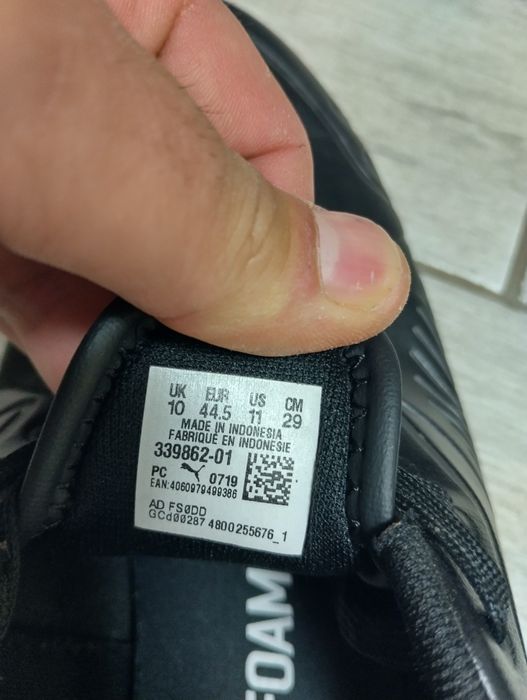 UK EUR US CM
10 44.5 11 29
MADE IN INDONESIA
FABRIQUÉ EN INDONESIE
339862-01
PC 0719
EAN:4060979499386
AD FS0DD
GCd00287 4800255676_1
FOAM